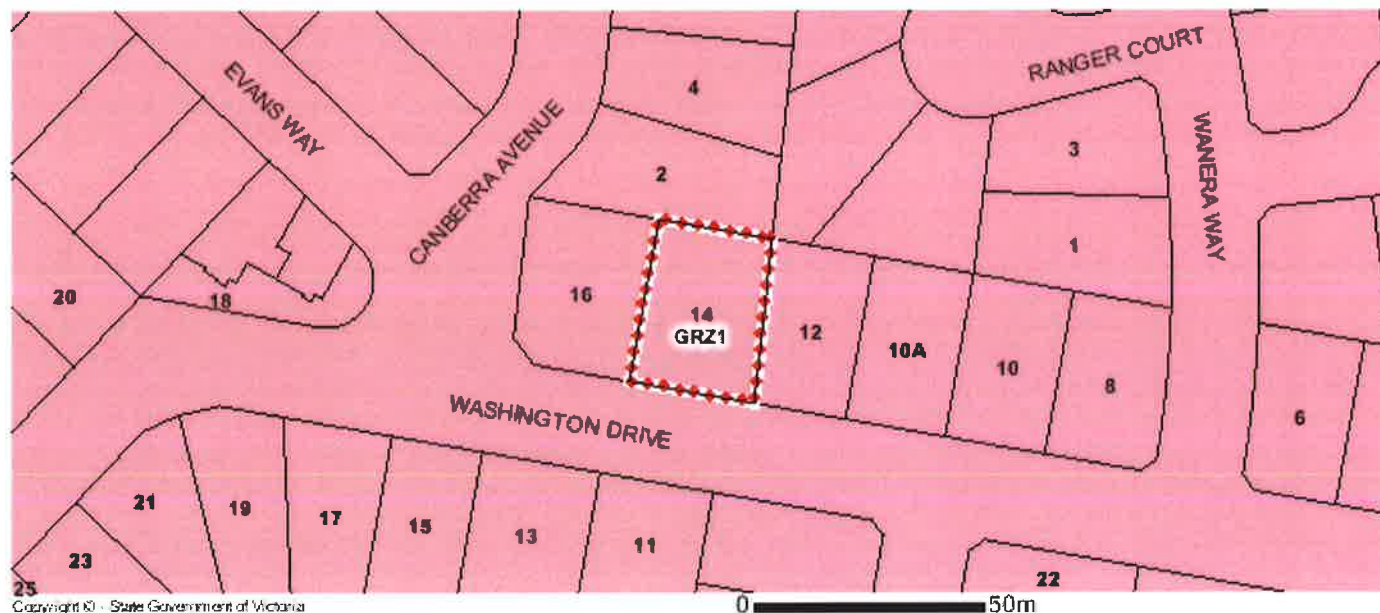 RANGER COURT
EVANS WAY
4
CANBERRA AVENUE
3
WANERA WAY
2
1
20
18
16
14
GRZ1
12
10A
10
8
6
WASHINGTON DRIVE
21
19
17
15
13
11
23
22
25
Copyright © - State Government of Victoria
0 50m